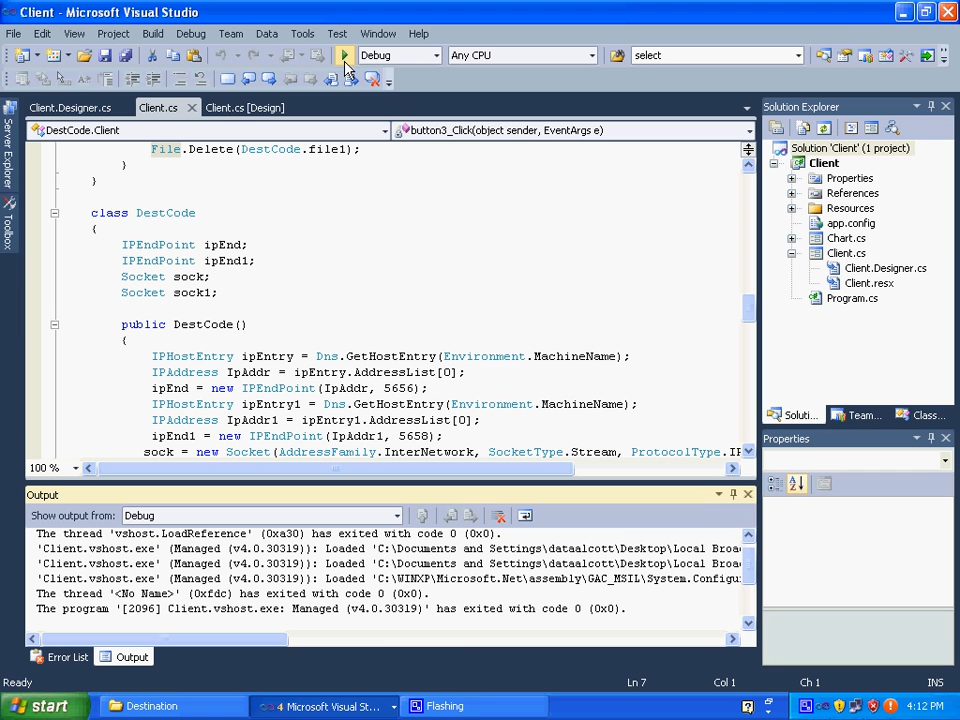 Client - Microsoft Visual Studio
File Edit View Project Build Debug Team Data Tools Test Window Help
Debug Any CPU select
Client.Designer.cs Client.cs Client.cs [Design]
DestCode.Client button3_Click(object sender, EventArgs e)
File.Delete(DestCode.file1);
}
}
class DestCode
{
IPEndPoint ipEnd;
IPEndPoint ipEnd1;
Socket sock;
Socket sock1;
public DestCode()
{
IPHostEntry ipEntry = Dns.GetHostEntry(Environment.MachineName);
IPAddress IpAddr = ipEntry.AddressList[0];
ipEnd = new IPEndPoint(IpAddr, 5656);
IPHostEntry ipEntry1 = Dns.GetHostEntry(Environment.MachineName);
IPAddress IpAddr1 = ipEntry1.AddressList[0];
ipEnd1 = new IPEndPoint(IpAddr1, 5658);
sock = new Socket(AddressFamily.InterNetwork, SocketType.Stream, ProtocolType.IP
100 %
Server Explorer
Toolbox
Solution Explorer
Solution 'Client' (1 project)
Client
Properties
References
Resources
app.config
Chart.cs
Client.cs
Client.Designer.cs
Client.resx
Program.cs
Soluti... Team... Class...
Properties
Output
Show output from: Debug
The thread 'vshost.LoadReference' (0xa30) has exited with code 0 (0x0).
'Client.vshost.exe' (Managed (v4.0.30319)): Loaded 'C:\Documents and Settings\dataalcott\Desktop\Local Broa
'Client.vshost.exe' (Managed (v4.0.30319)): Loaded 'C:\Documents and Settings\dataalcott\Desktop\Local Broa
'Client.vshost.exe' (Managed (v4.0.30319)): Loaded 'C:\WINXP\Microsoft.Net\assembly\GAC_MSIL\System.Configu
The thread '<No Name>' (0xfdc) has exited with code 0 (0x0).
The program '[2096] Client.vshost.exe: Managed (v4.0.30319)' has exited with code 0 (0x0).
Error List Output
Ready Ln 7 Col 1 Ch 1 INS
start Destination 4 Microsoft Visual St... Flashing 4:12 PM